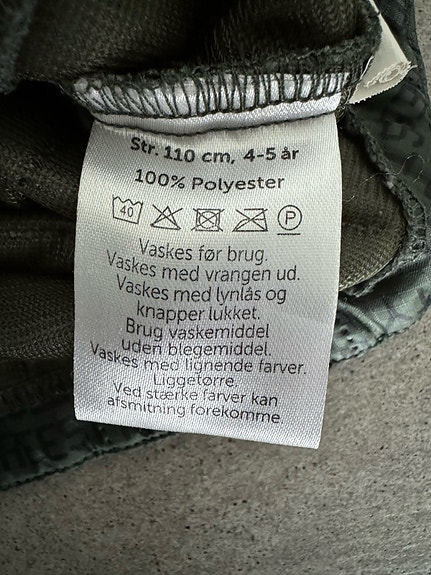 Str. 110 cm, 4-5 år
100% Polyester
40 P
Vaskes før brug.
Vaskes med vrangen ud.
Vaskes med lynlås og
knapper lukket.
Brug vaskemiddel
uden blegemiddel.
Vaskes med lignende farver.
Liggetørre.
Ved stærke farver kan
afsmitning forekomme.